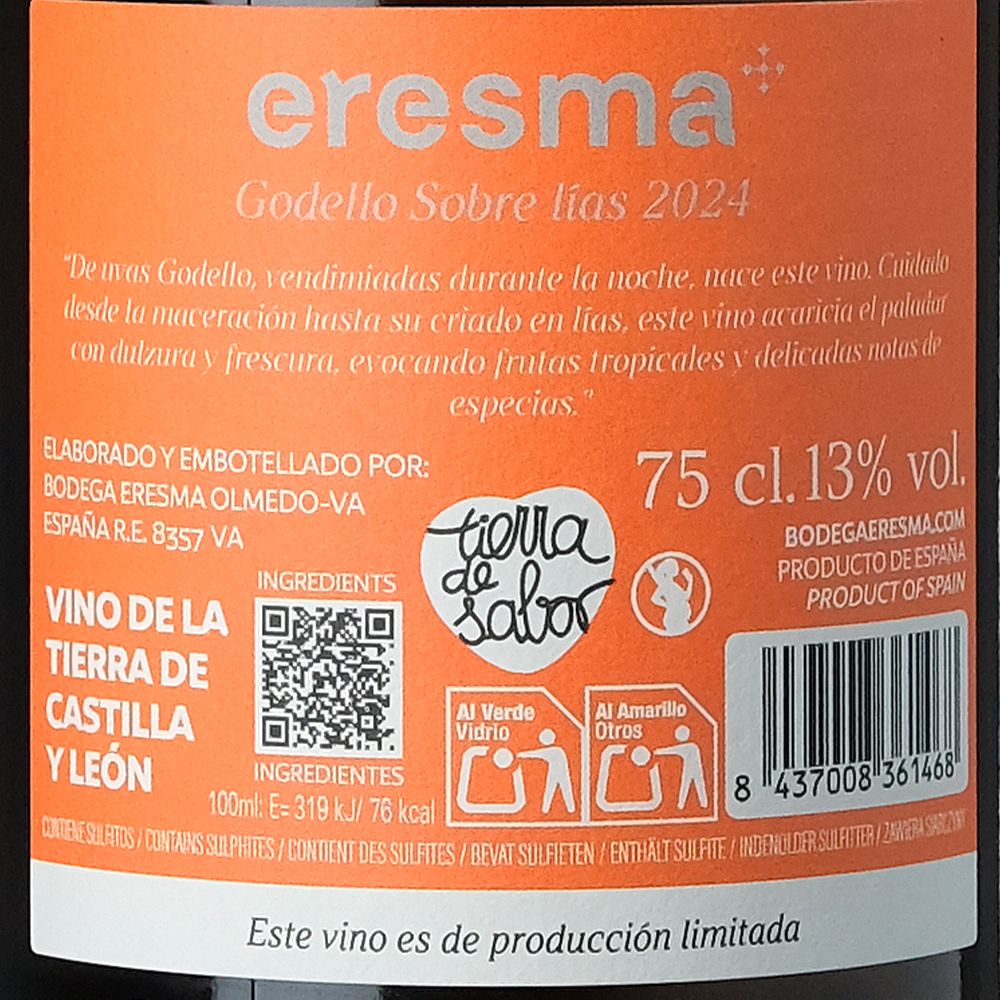 eresma
Godello Sobre lías 2024
"De uvas Godello, vendimiadas durante la noche, nace este vino. Cuidado
desde la maceración hasta su criado en lías, este vino acaricia el paladar
con dulzura y frescura, evocando frutas tropicales y delicadas notas de
especias."
ELABORADO Y EMBOTELLADO POR:
BODEGA ERESMA OLMEDO-VA
ESPAÑA R.E. 8357 VA
75 cl. 13% vol.
BODEGAERESMA.COM
PRODUCTO DE ESPAÑA
PRODUCT OF SPAIN
tierra
de
sabor
VINO DE LA
TIERRA DE
CASTILLA
Y LEÓN
INGREDIENTS
INGREDIENTES
100ml: E= 319 kJ/ 76 kcal
Al Verde
Vidrio
Al Amarillo
Otros
8 437008 361468
CONTIENE SULFITOS / CONTAINS SULPHITES / CONTIENT DES SULFITES / BEVAT SULFIETEN / ENTHÄLT SULFITE / INDEHOLDER SULFITTER / ZAWIERA SIARCZYNY
Este vino es de producción limitada